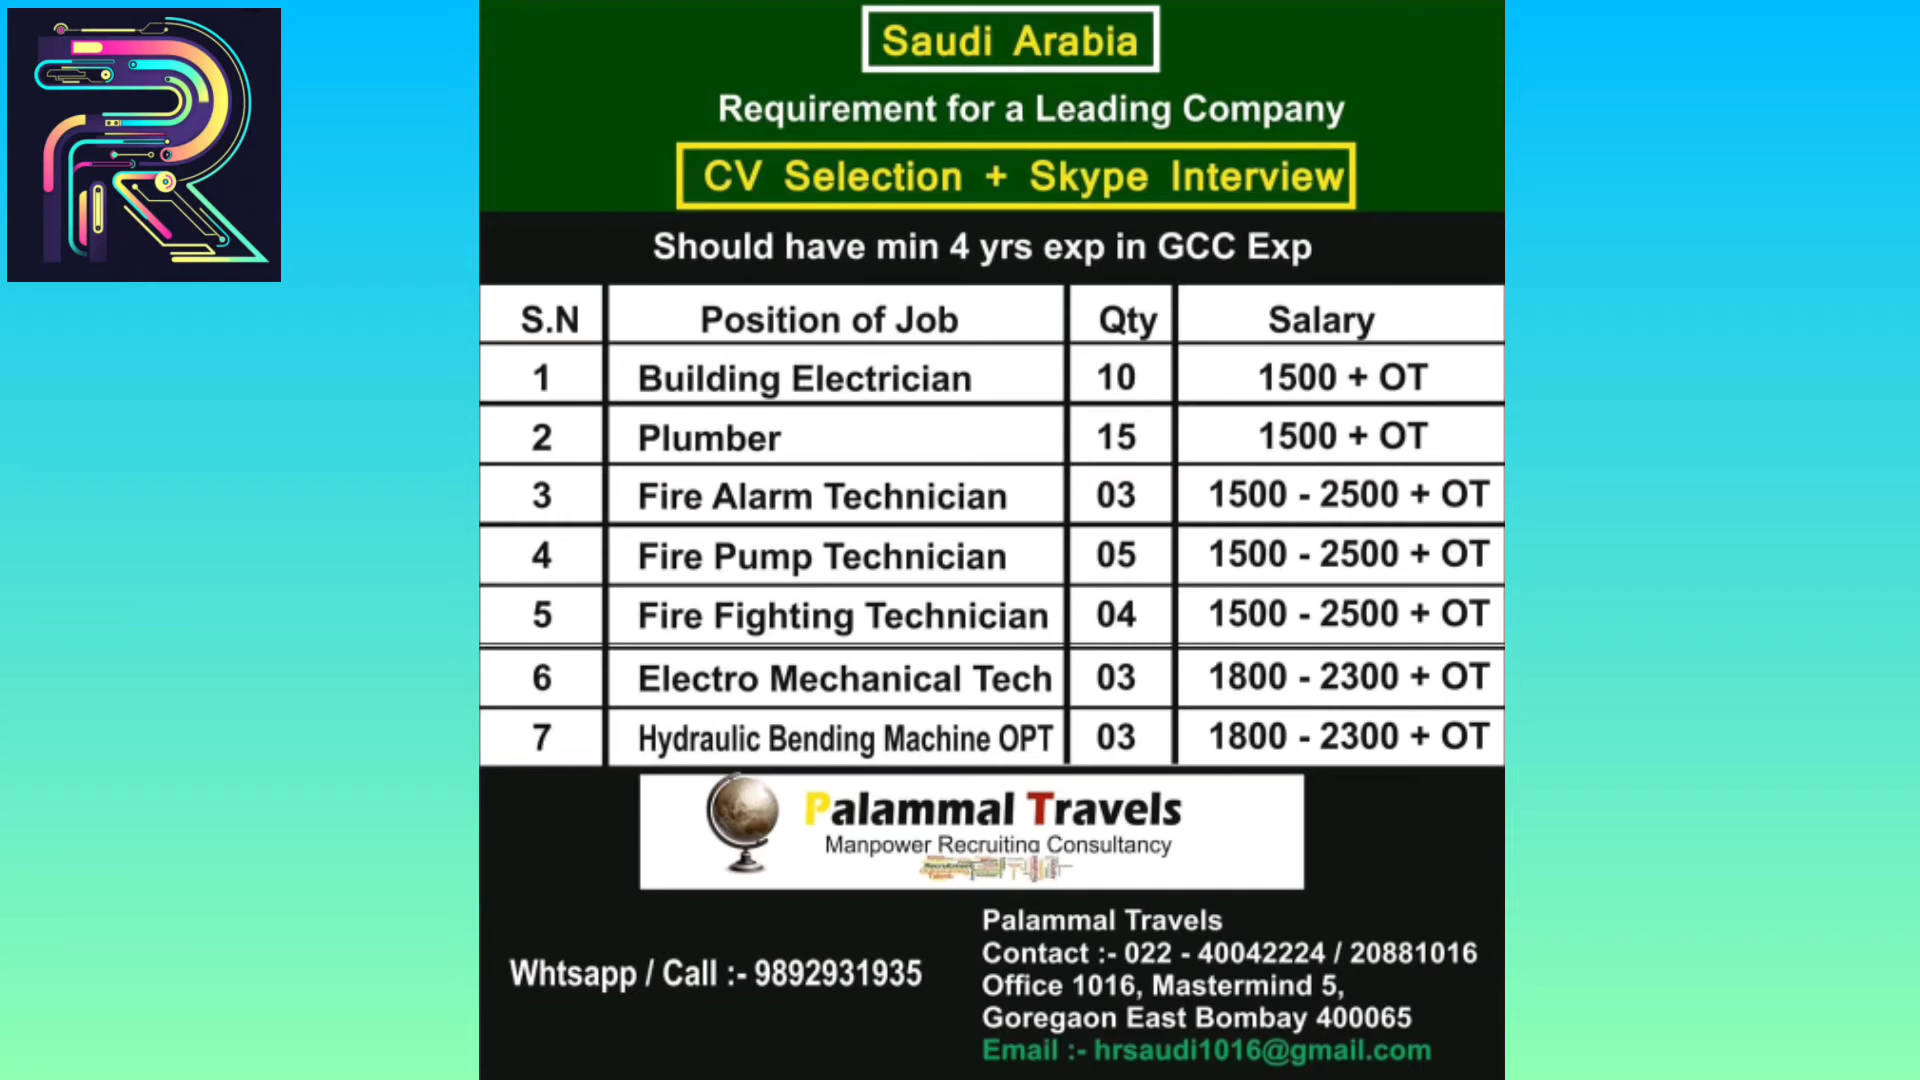 Saudi Arabia
Requirement for a Leading Company
CV Selection + Skype Interview
Should have min 4 yrs exp in GCC Exp
S.N Position of Job Qty Salary
1 Building Electrician 10 1500 + OT
2 Plumber 15 1500 + OT
3 Fire Alarm Technician 03 1500 - 2500 + OT
4 Fire Pump Technician 05 1500 - 2500 + OT
5 Fire Fighting Technician 04 1500 - 2500 + OT
6 Electro Mechanical Tech 03 1800 - 2300 + OT
7 Hydraulic Bending Machine OPT 03 1800 - 2300 + OT
Palammal Travels
Manpower Recruiting Consultancy
Whtsapp / Call :- 9892931935
Palammal Travels
Contact :- 022 - 40042224 / 20881016
Office 1016, Mastermind 5,
Goregaon East Bombay 400065
Email :- hrsaudi1016@gmail.com